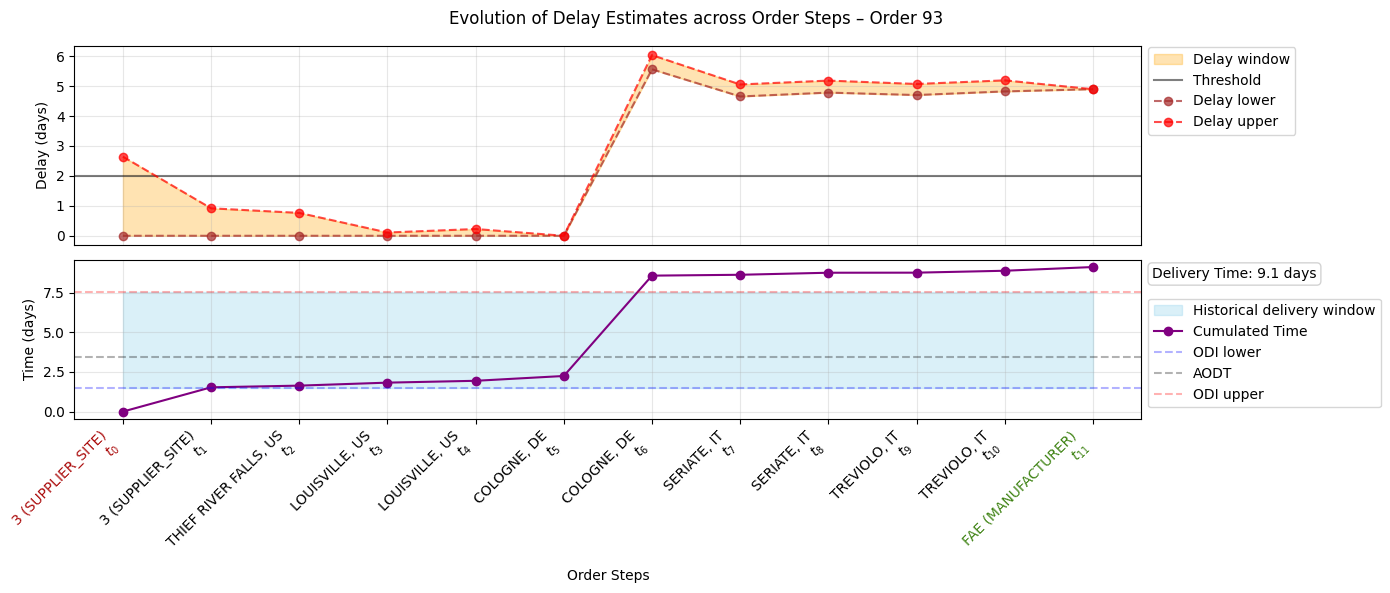 Evolution of Delay Estimates across Order Steps – Order 93
Delay (days)
6
5
4
3
2
1
0
Delay window
Threshold
Delay lower
Delay upper
Time (days)
7.5
5.0
2.5
0.0
Delivery Time: 9.1 days
Historical delivery window
Cumulated Time
ODI lower
AODT
ODI upper
3 (SUPPLIER_SITE)
t0
3 (SUPPLIER_SITE)
t1
THIEF RIVER FALLS, US
t2
LOUISVILLE, US
t3
LOUISVILLE, US
t4
COLOGNE, DE
t5
COLOGNE, DE
t6
SERIATE, IT
t7
SERIATE, IT
t8
TREVIOLO, IT
t9
TREVIOLO, IT
t10
FAE (MANUFACTURER)
t11
Order Steps